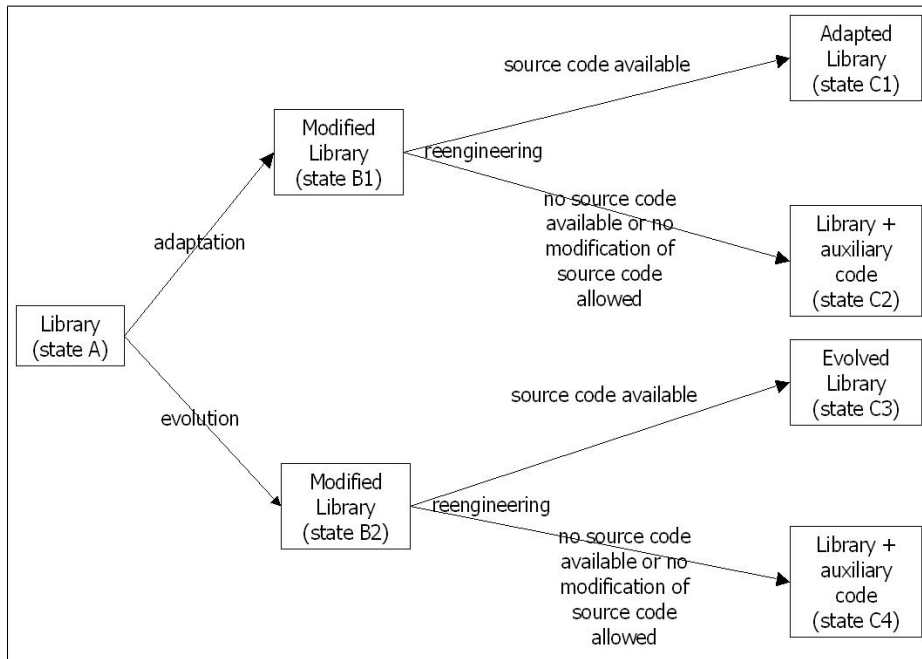 Adapted
Library
(state C1)
source code available
Modified
Library
(state B1)
reengineering
no source code
available or no
modification of
source code
allowed
Library +
auxiliary
code
(state C2)
adaptation
Library
(state A)
Evolved
Library
(state C3)
source code available
evolution
Modified
Library
(state B2)
reengineering
no source code
available or no
modification of
source code
allowed
Library +
auxiliary
code
(state C4)